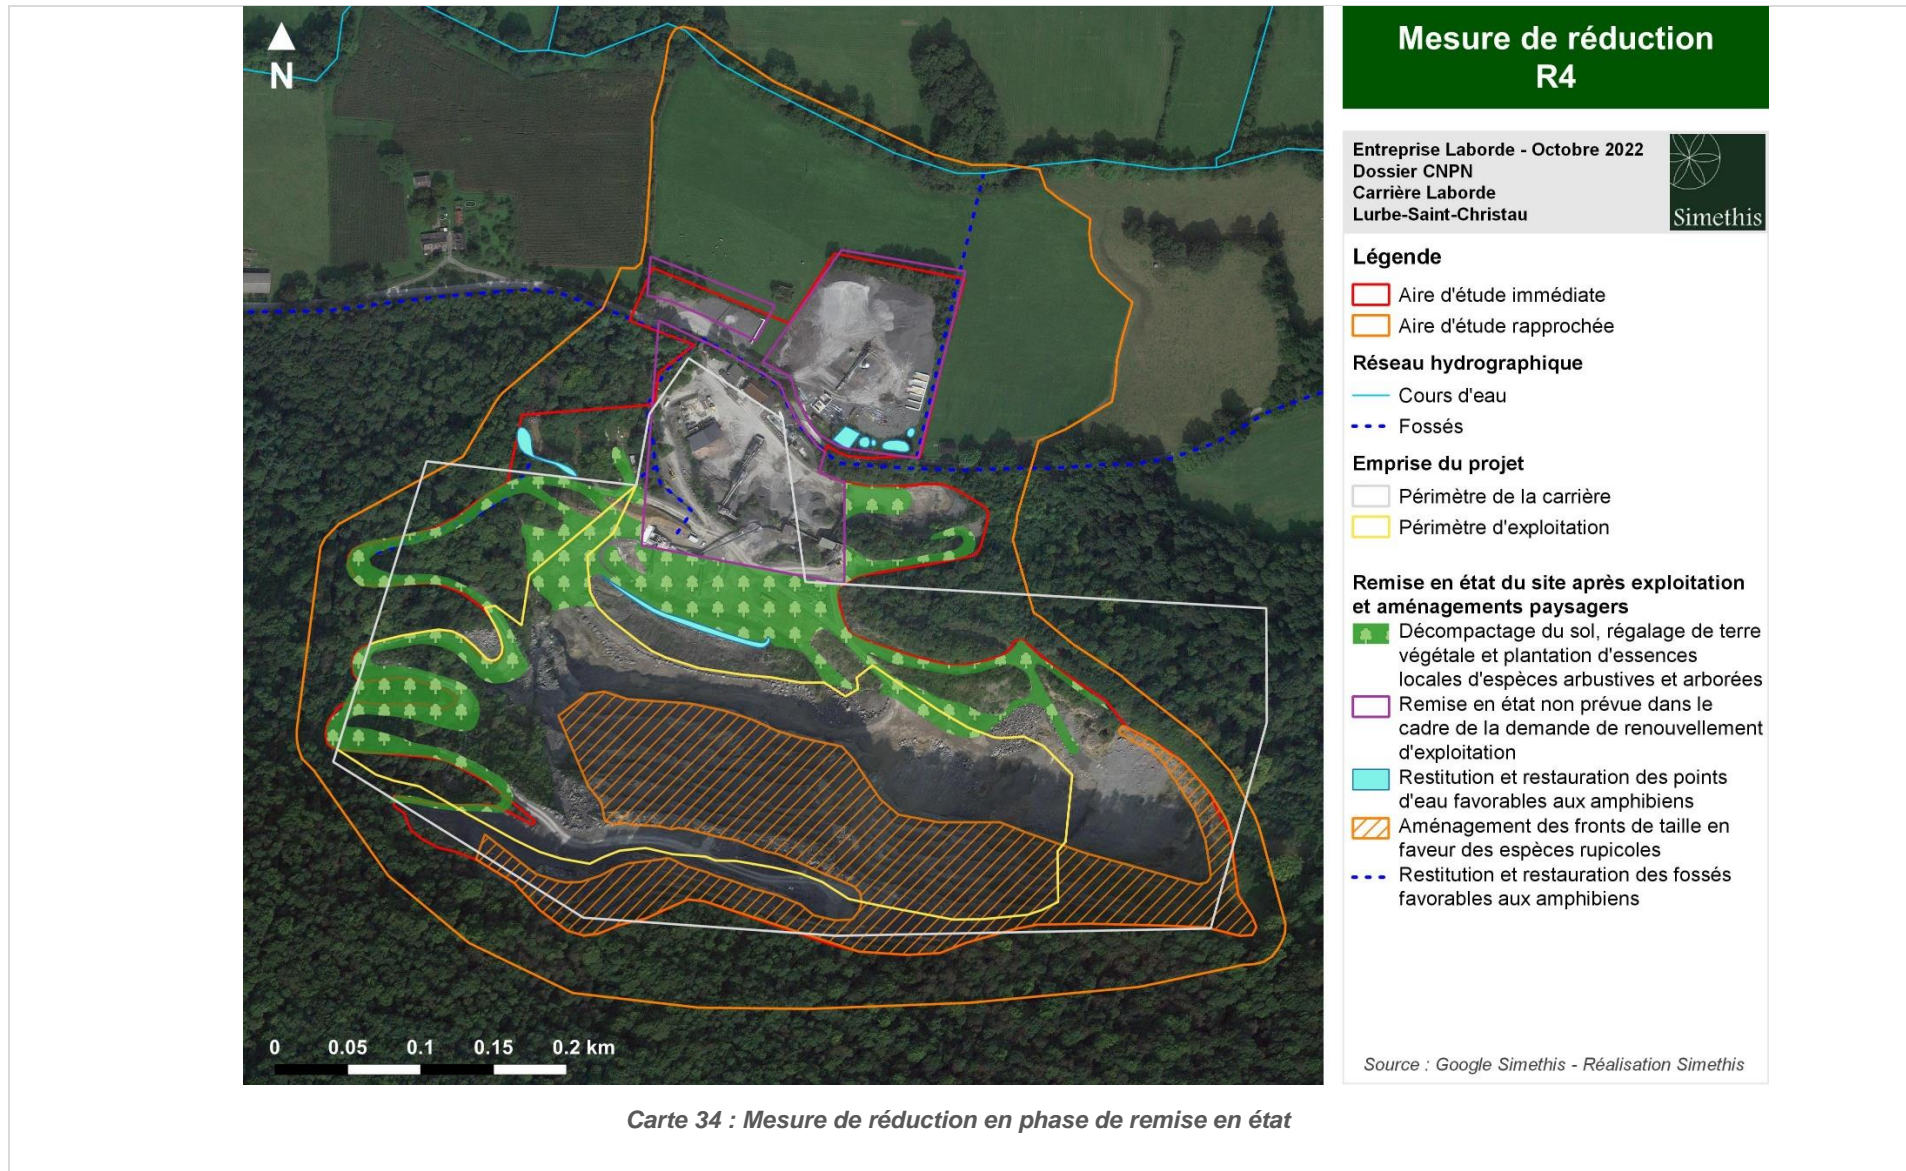 N
0 0.05 0.1 0.15 0.2 km
Mesure de réduction
R4
Entreprise Laborde - Octobre 2022
Dossier CNPN
Carrière Laborde
Lurbe-Saint-Christau
Simethis
Légende
Aire d'étude immédiate
Aire d'étude rapprochée
Réseau hydrographique
Cours d'eau
Fossés
Emprise du projet
Périmètre de la carrière
Périmètre d'exploitation
Remise en état du site après exploitation
et aménagements paysagers
Décompactage du sol, régalage de terre
végétale et plantation d'essences
locales d'espèces arbustives et arborées
Remise en état non prévue dans le
cadre de la demande de renouvellement
d'exploitation
Restitution et restauration des points
d'eau favorables aux amphibiens
Aménagement des fronts de taille en
faveur des espèces rupicoles
Restitution et restauration des fossés
favorables aux amphibiens
Source : Google Simethis - Réalisation Simethis
Carte 34 : Mesure de réduction en phase de remise en état